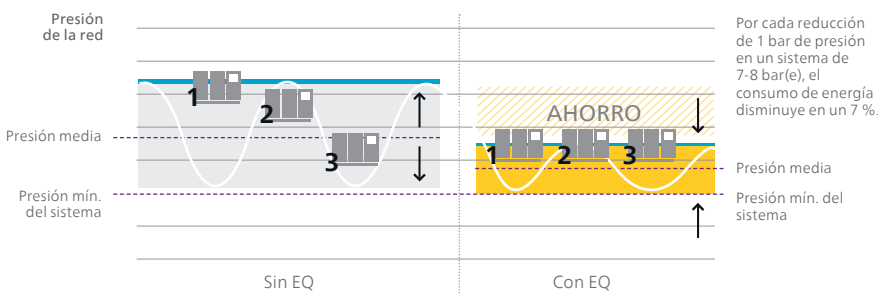 Presión
de la red
Presión media
Presión mín.
del sistema
1
2
3
Sin EQ
AHORRO
1
2
3
Con EQ
Por cada reducción
de 1 bar de presión
en un sistema de
7-8 bar(e), el
consumo de energía
disminuye en un 7 %.
Presión media
Presión mín. del
sistema